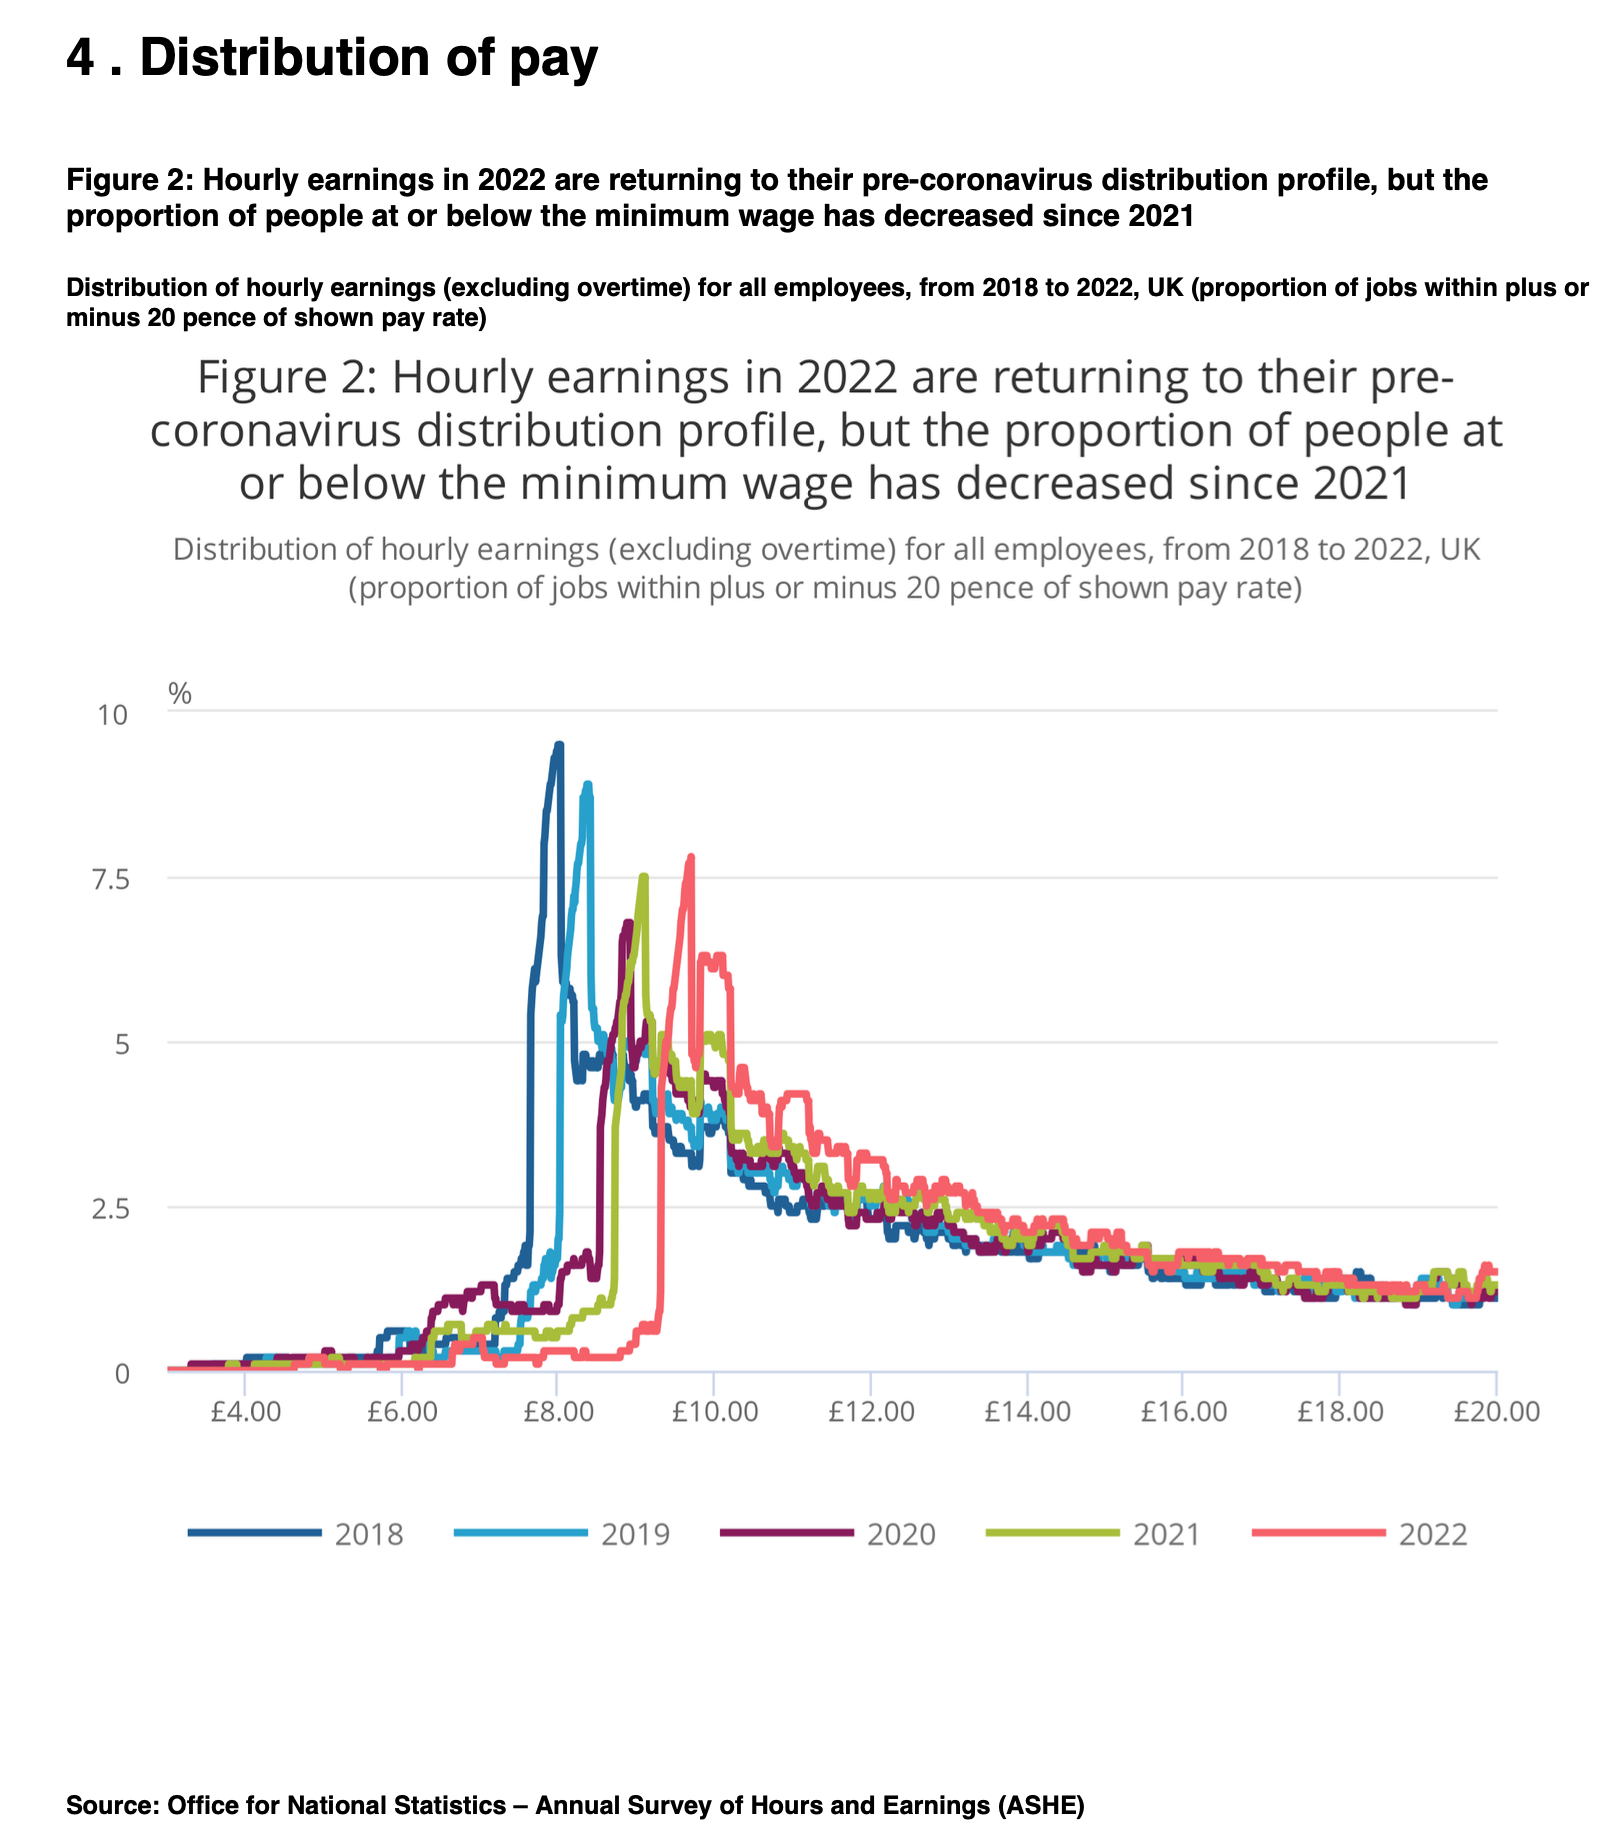 4 . Distribution of pay
Figure 2: Hourly earnings in 2022 are returning to their pre-coronavirus distribution profile, but the
proportion of people at or below the minimum wage has decreased since 2021
Distribution of hourly earnings (excluding overtime) for all employees, from 2018 to 2022, UK (proportion of jobs within plus or
minus 20 pence of shown pay rate)
Figure 2: Hourly earnings in 2022 are returning to their pre-
coronavirus distribution profile, but the proportion of people at
or below the minimum wage has decreased since 2021
Distribution of hourly earnings (excluding overtime) for all employees, from 2018 to 2022, UK
(proportion of jobs within plus or minus 20 pence of shown pay rate)
%
10
7.5
5
2.5
0
£4.00 £6.00 £8.00 £10.00 £12.00 £14.00 £16.00 £18.00 £20.00
2018 2019 2020 2021 2022
Source: Office for National Statistics – Annual Survey of Hours and Earnings (ASHE)